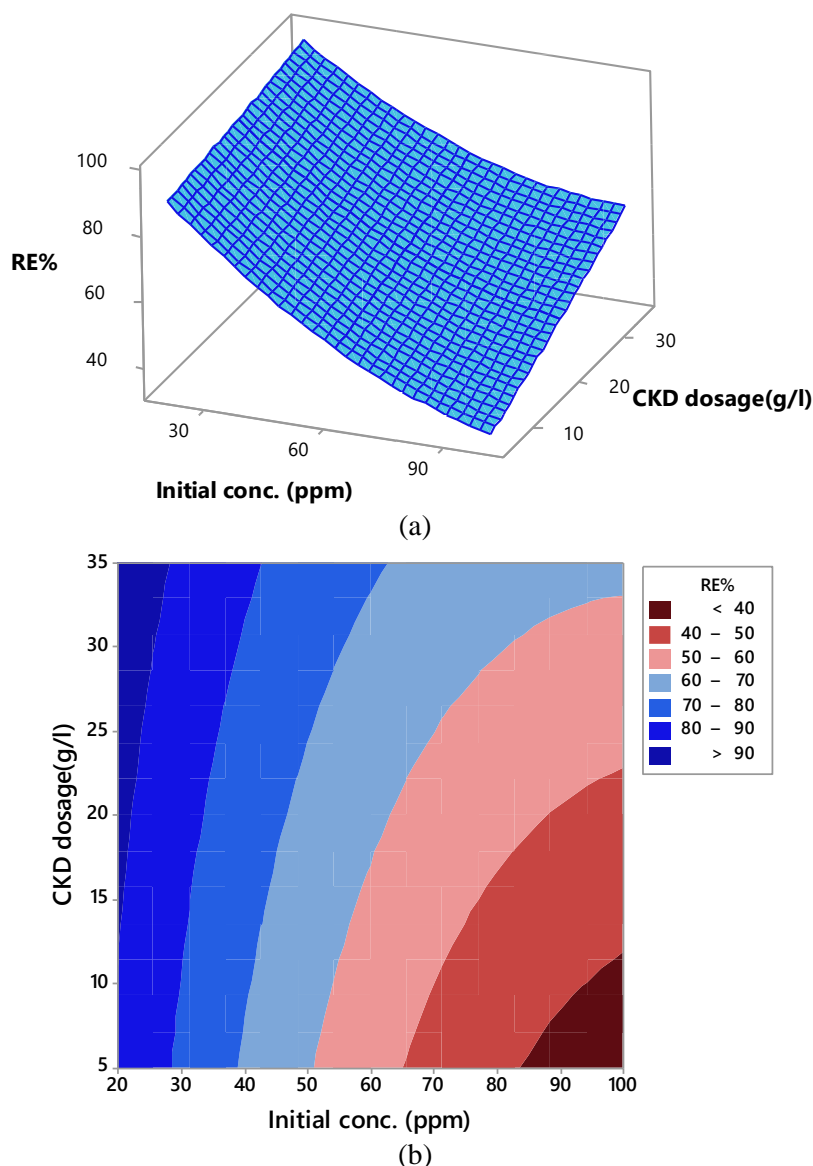 100
80
RE%
60
40
30
60
90
Initial conc. (ppm)
30
20
10
CKD dosage(g/l)
(a)
35
30
25
20
15
10
5
CKD dosage(g/l)
20 30 40 50 60 70 80 90 100
Initial conc. (ppm)
RE%
< 40
40 – 50
50 – 60
60 – 70
70 – 80
80 – 90
> 90
(b)